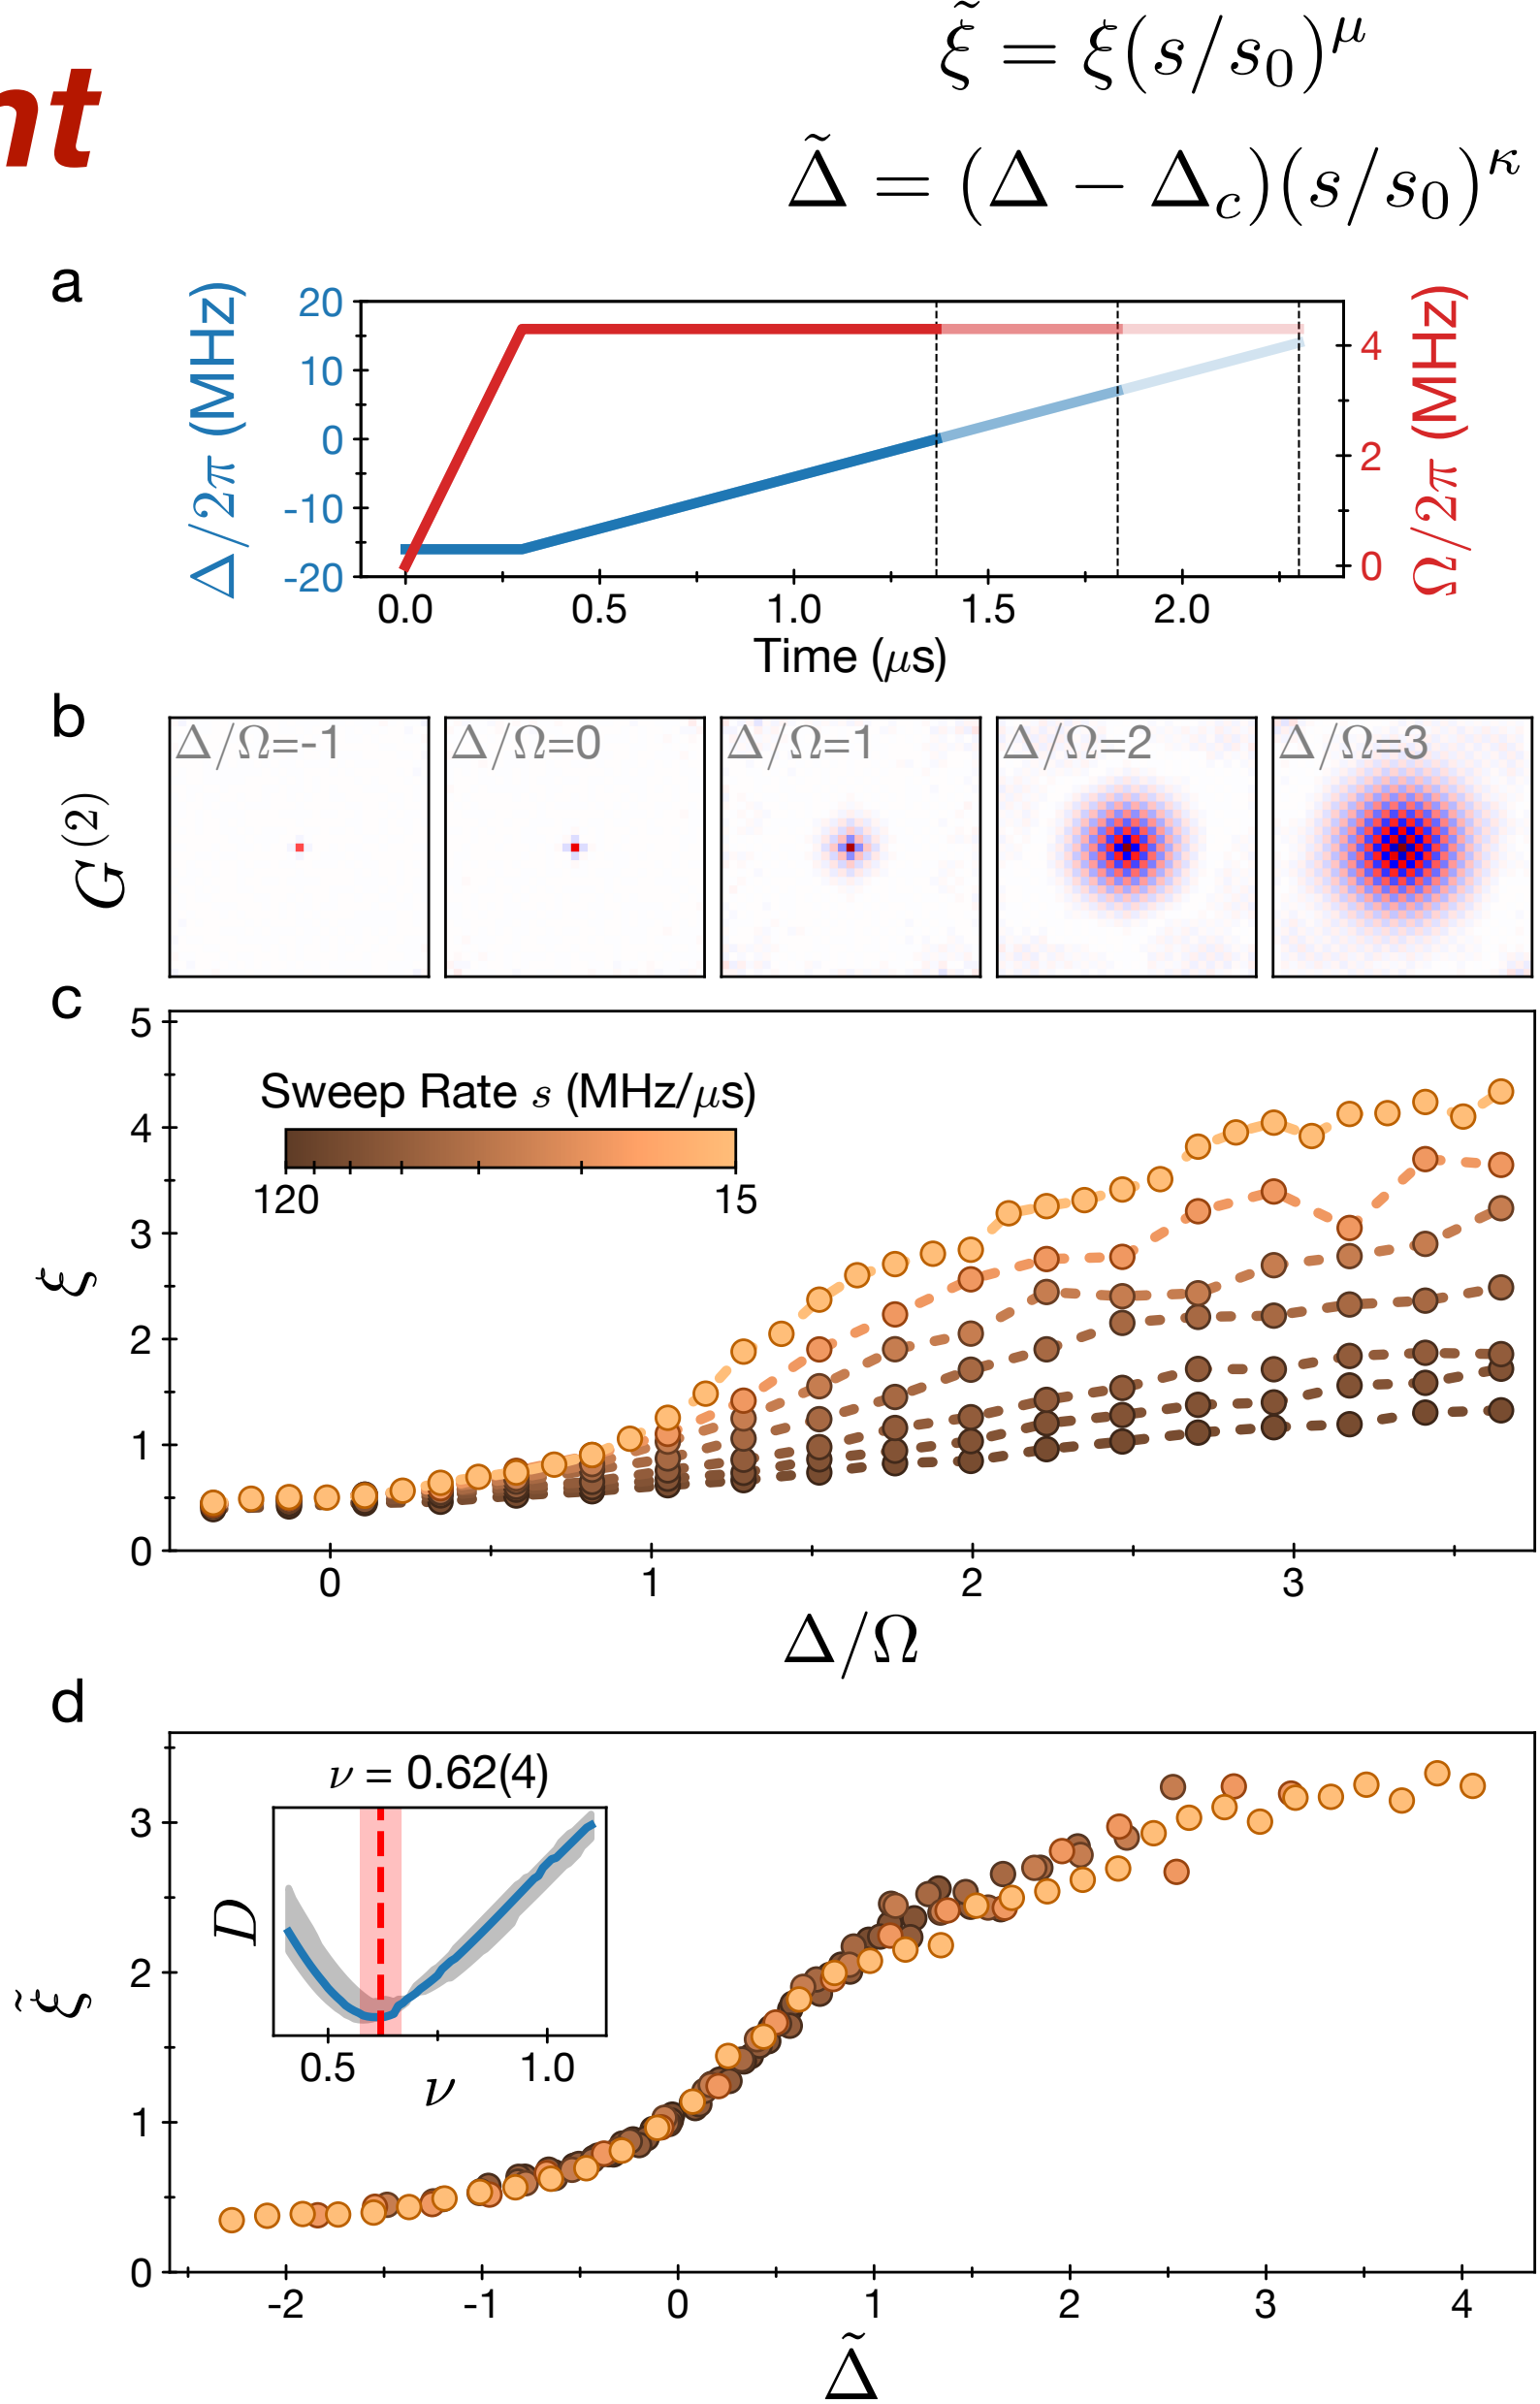 ξ̃ = ξ(s/s₀)^μ
nt
Δ̃ = (Δ − Δ_c)(s/s₀)^κ
a
Δ/2π (MHz)
20
10
0
-10
-20
Ω/2π (MHz)
4
2
0
0.0 0.5 1.0 1.5 2.0
Time (μs)
b
G⁽²⁾
Δ/Ω=-1 Δ/Ω=0 Δ/Ω=1 Δ/Ω=2 Δ/Ω=3
c
ξ
5
4
3
2
1
0
Sweep Rate s (MHz/μs)
120 15
0 1 2 3
Δ/Ω
d
ξ̃
3
2
1
0
ν = 0.62(4)
D
0.5 1.0
ν
-2 -1 0 1 2 3 4
Δ̃